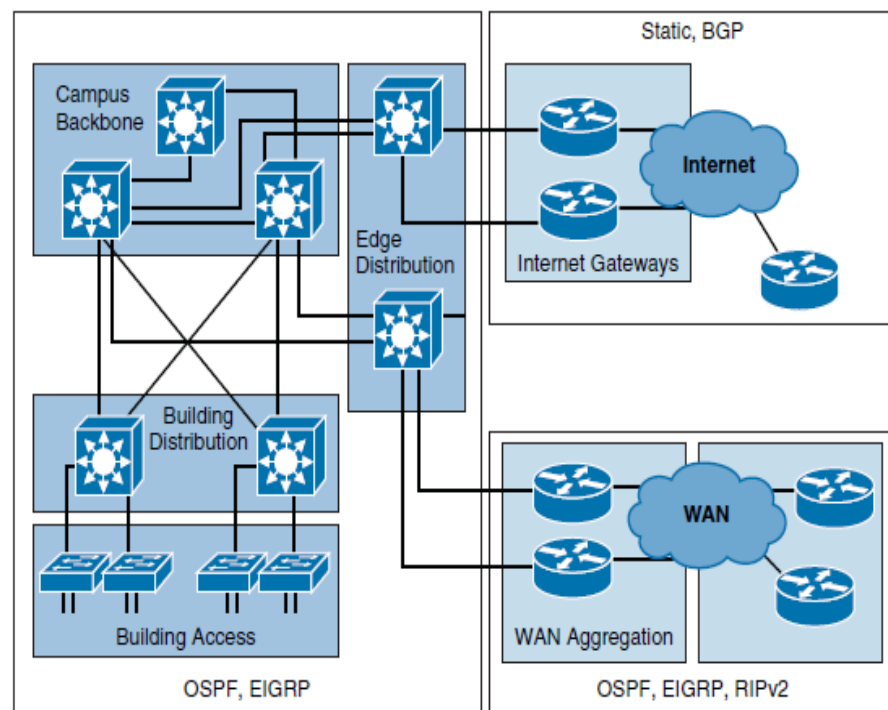 Static, BGP
Campus
Backbone
Internet
Edge
Distribution
Internet Gateways
Building
Distribution
WAN
Building Access
WAN Aggregation
OSPF, EIGRP
OSPF, EIGRP, RIPv2